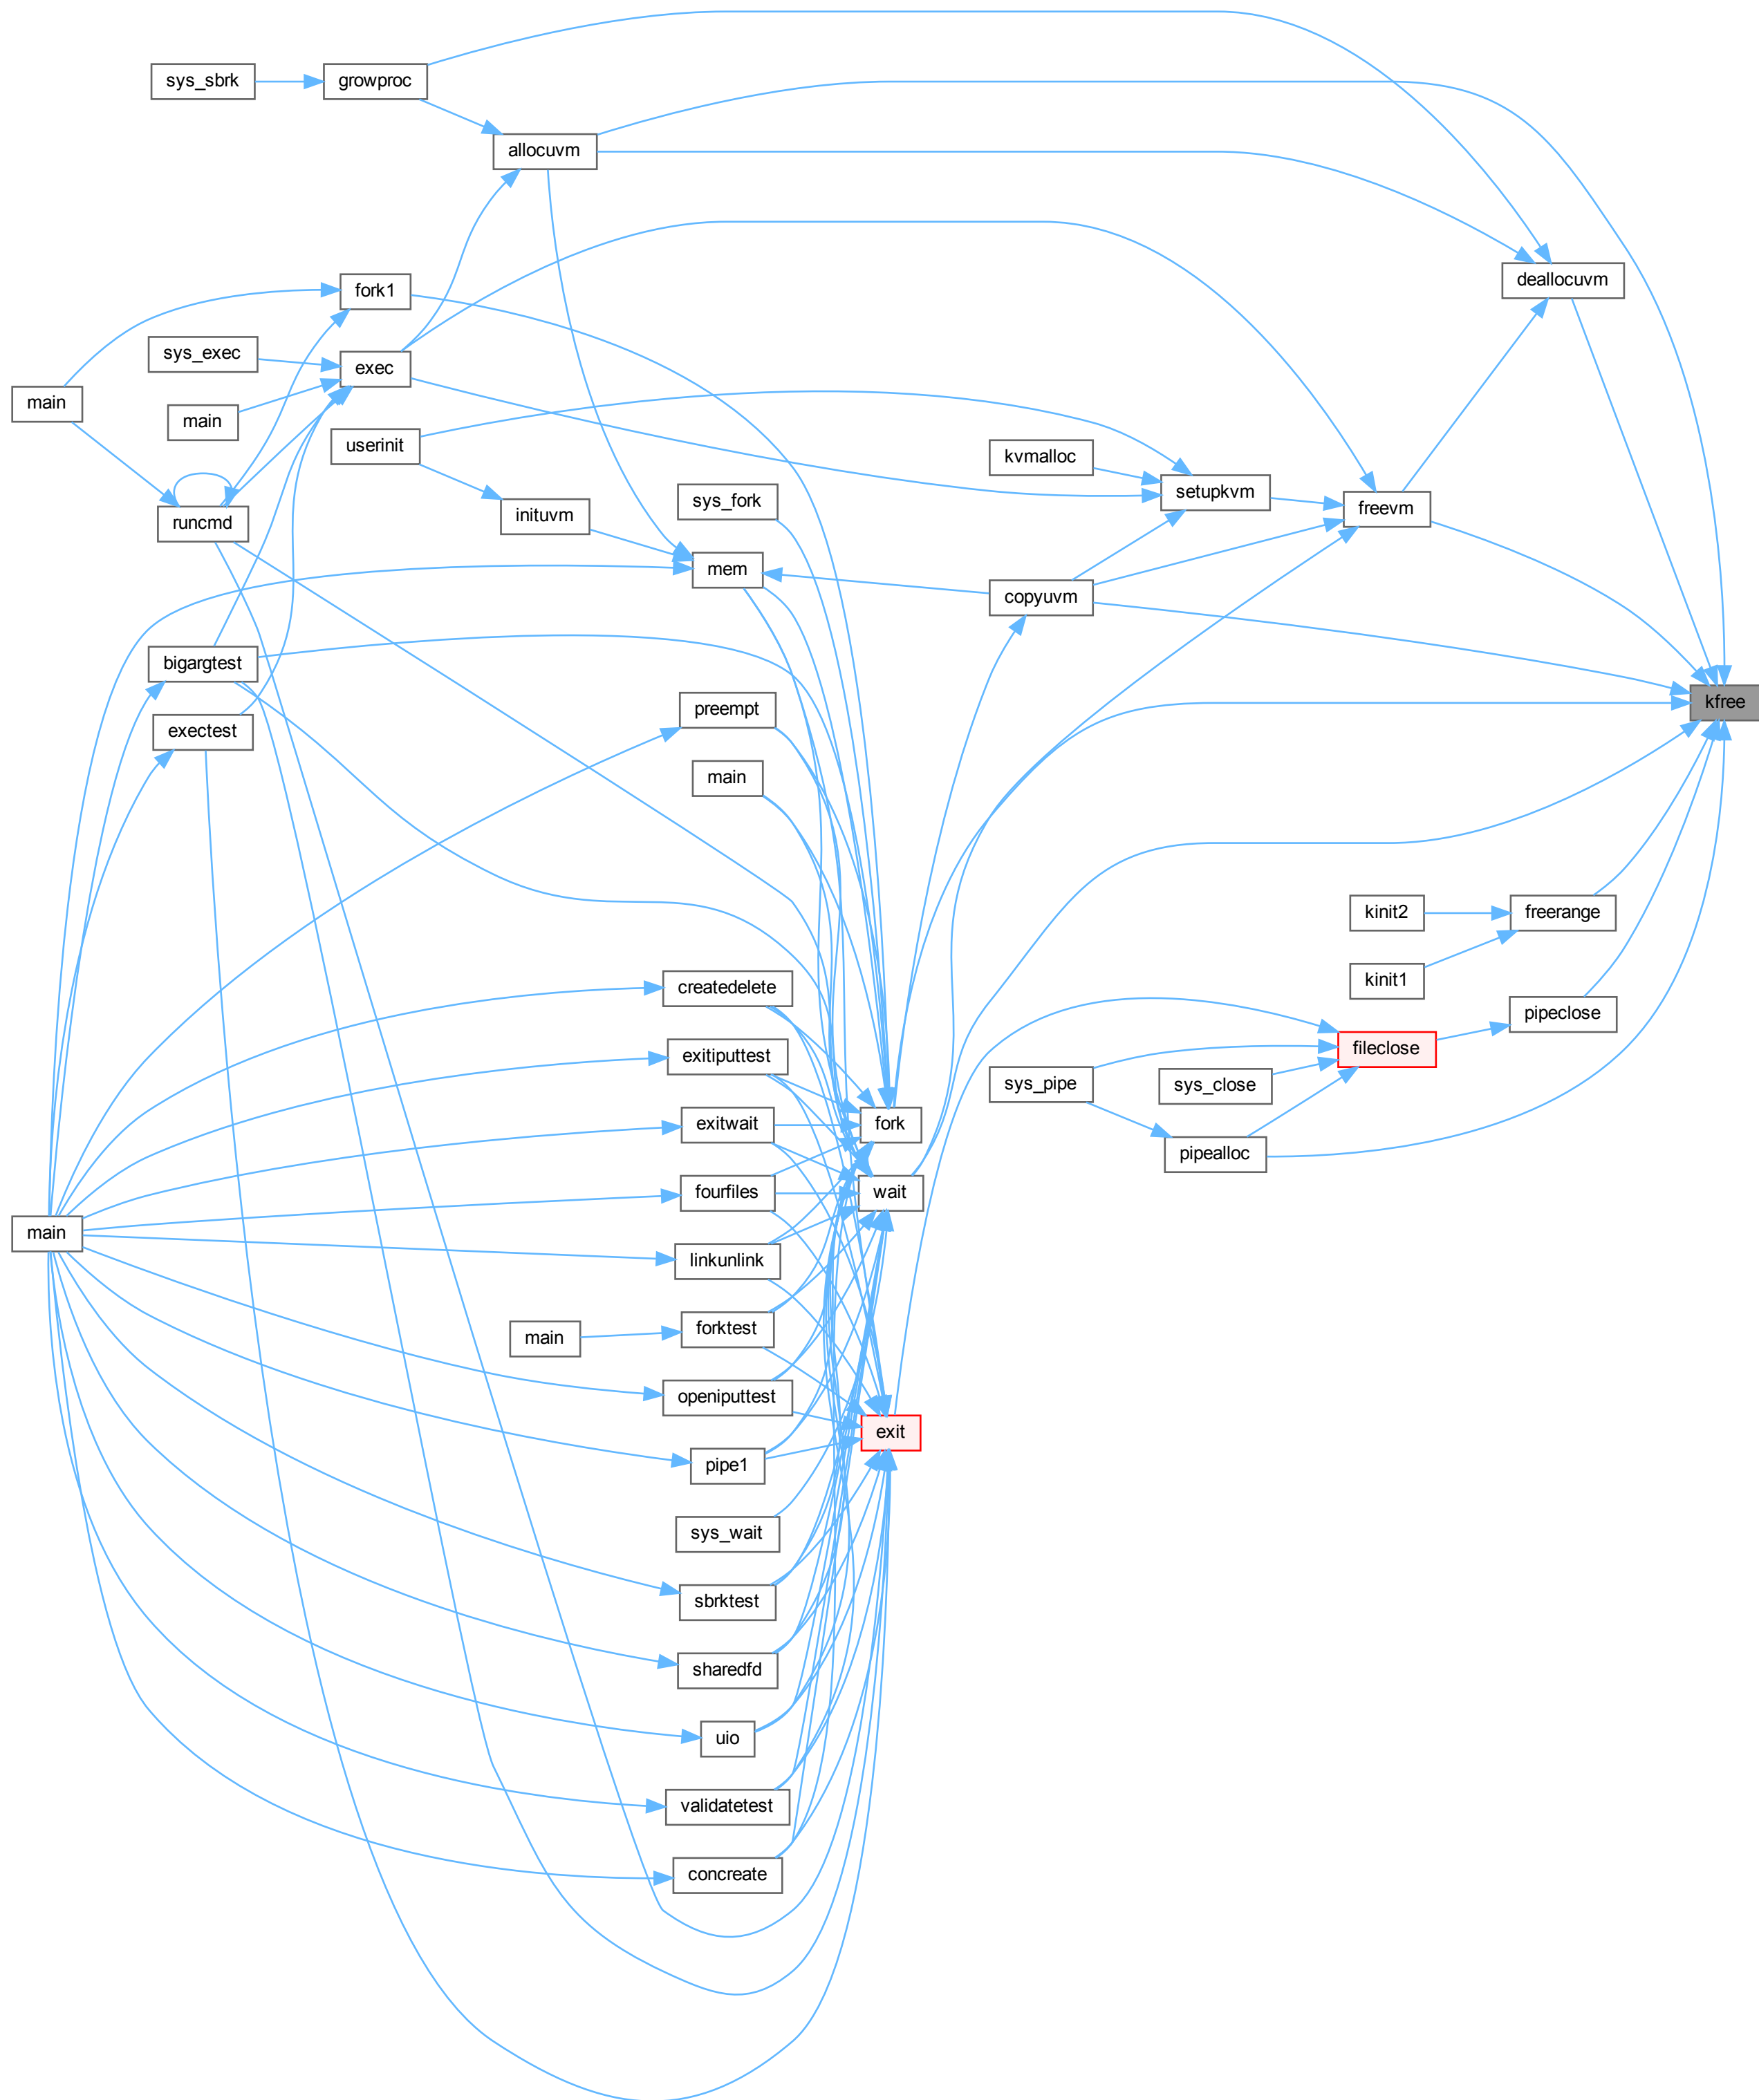 sys_sbrk
growproc
allocuvm
deallocuvm
fork1
sys_exec
exec
main
main
userinit
kvmalloc
setupkvm
freevm
sys_fork
inituvm
runcmd
mem
copyuvm
bigargtest
preempt
kfree
exectest
main
kinit2
freerange
createdelete
kinit1
pipeclose
exitiputtest
fileclose
sys_pipe
sys_close
exitwait
fork
pipealloc
fourfiles
wait
main
linkunlink
main
forktest
openiputtest
exit
pipe1
sys_wait
sbrktest
sharedfd
uio
validatetest
concreate